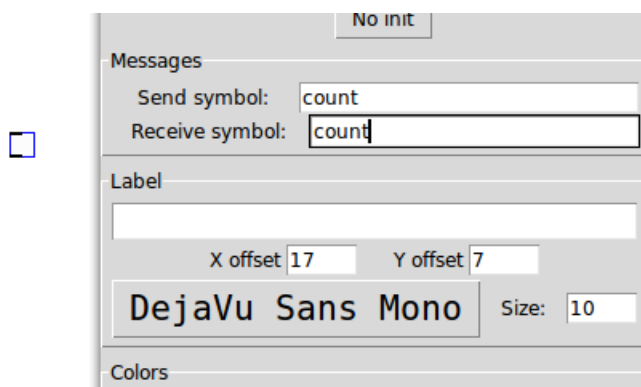 No init
Messages
Send symbol: count
Receive symbol: count
Label
X offset 17 Y offset 7
DejaVu Sans Mono Size: 10
Colors